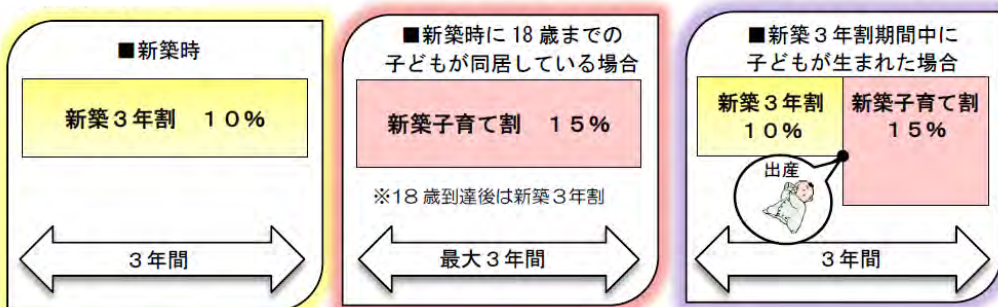 ■新築時
新築３年割　１０％
３年間
■新築時に 18 歳までの
子どもが同居している場合
新築子育て割　１５％
※18 歳到達後は新築３年割
最大３年間
■新築３年割期間中に
子どもが生まれた場合
新築３年割
１０％
新築子育て割
１５％
出産
３年間